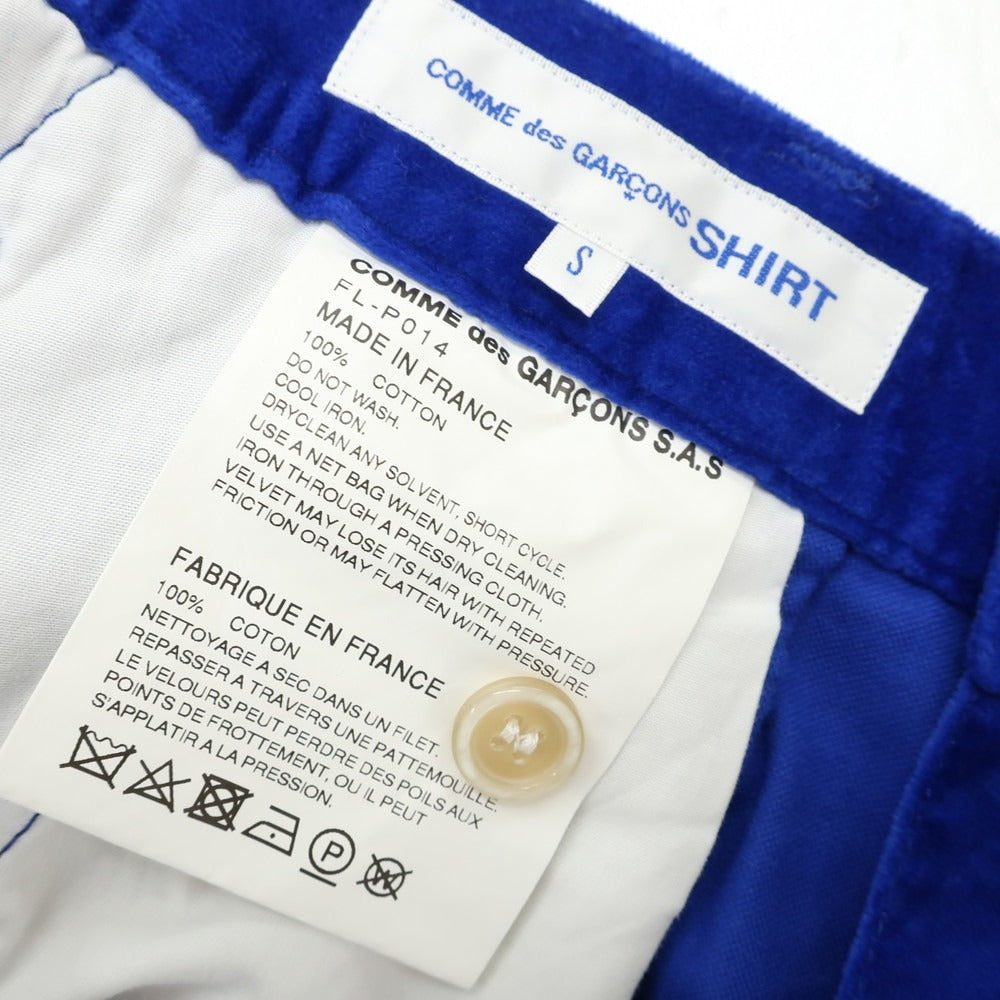 COMME des GARÇONS SHIRT
S
COMME des GARÇONS S.A.S
FL-P014
MADE IN FRANCE
100% COTTON
DO NOT WASH.
COOL IRON.
DRYCLEAN ANY SOLVENT, SHORT CYCLE.
USE A NET BAG WHEN DRY CLEANING.
IRON THROUGH A PRESSING CLOTH.
VELVET MAY LOSE ITS HAIR WITH REPEATED
FRICTION OR MAY FLATTEN WITH PRESSURE.
FABRIQUE EN FRANCE
100% COTON
NETTOYAGE A SEC DANS UN FILET.
REPASSER A TRAVERS UNE PATTEMOUILLE.
LE VELOURS PEUT PERDRE DES POILS AUX
POINTS DE FROTTEMENT, OU IL PEUT
S'APPLATIR A LA PRESSION.
P
W